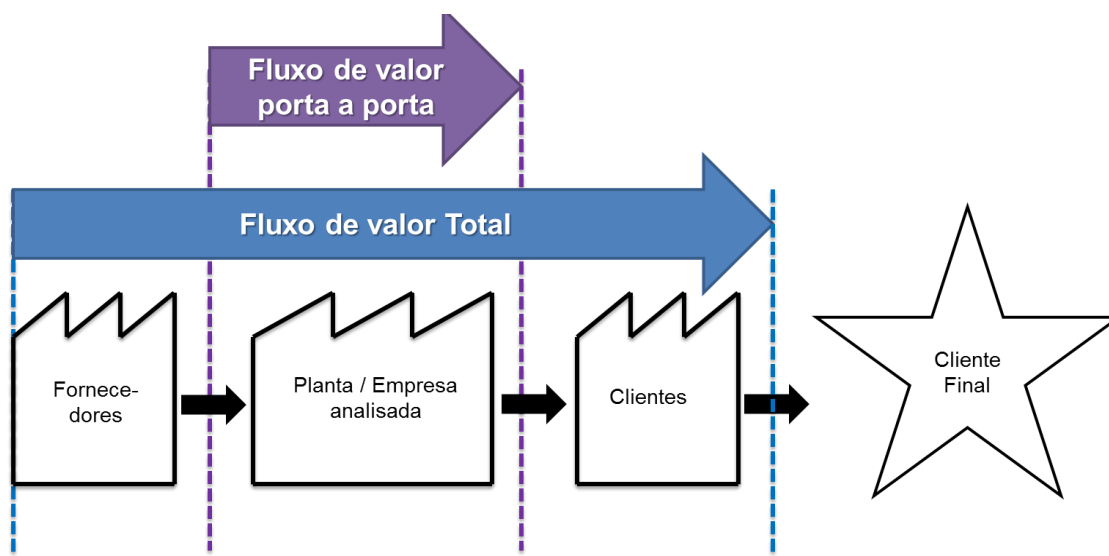 Fluxo de valor
porta a porta
Fluxo de valor Total
Fornece-
dores
Planta / Empresa
analisada
Clientes
Cliente
Final